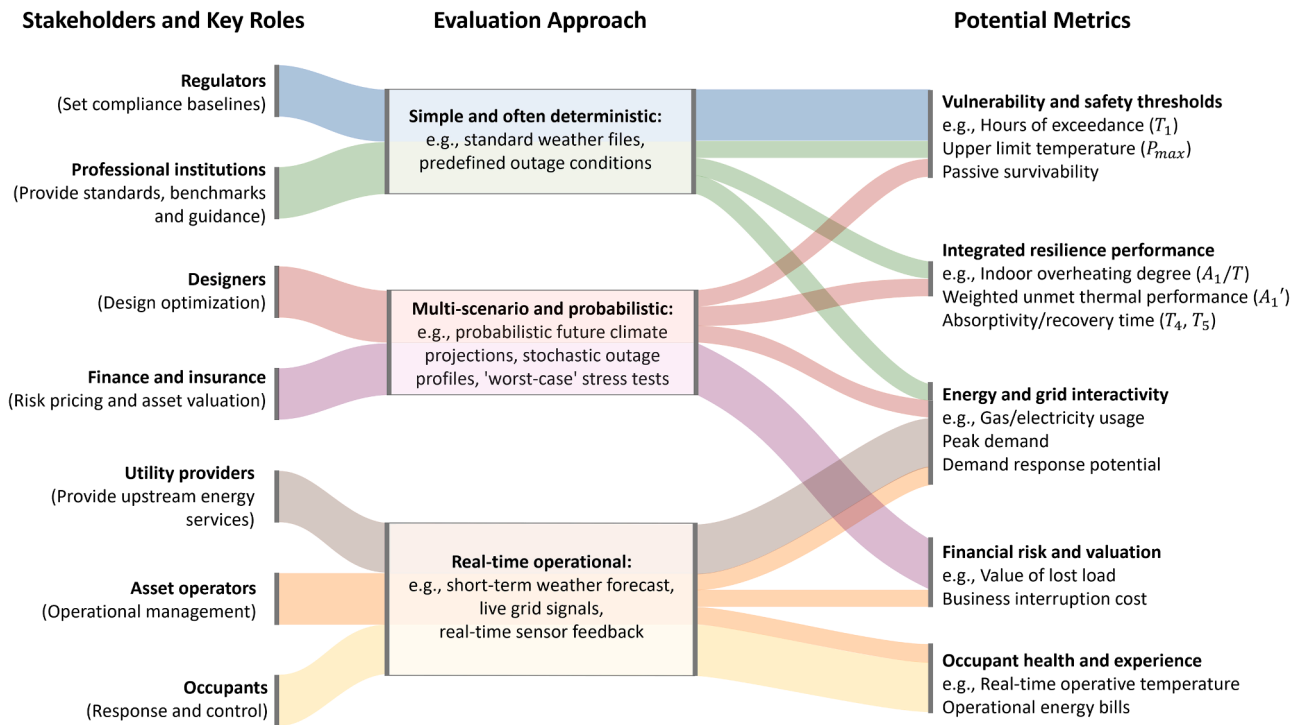 Stakeholders and Key Roles
Evaluation Approach
Potential Metrics
Regulators
(Set compliance baselines)
Professional institutions
(Provide standards, benchmarks
and guidance)
Designers
(Design optimization)
Finance and insurance
(Risk pricing and asset valuation)
Utility providers
(Provide upstream energy
services)
Asset operators
(Operational management)
Occupants
(Response and control)
Simple and often deterministic:
e.g., standard weather files,
predefined outage conditions
Multi-scenario and probabilistic:
e.g., probabilistic future climate
projections, stochastic outage
profiles, 'worst-case' stress tests
Real-time operational:
e.g., short-term weather forecast,
live grid signals,
real-time sensor feedback
Vulnerability and safety thresholds
e.g., Hours of exceedance (T₁)
Upper limit temperature (Pₘₐₓ)
Passive survivability
Integrated resilience performance
e.g., Indoor overheating degree (A₁/T)
Weighted unmet thermal performance (A₁′)
Absorptivity/recovery time (T₄, T₅)
Energy and grid interactivity
e.g., Gas/electricity usage
Peak demand
Demand response potential
Financial risk and valuation
e.g., Value of lost load
Business interruption cost
Occupant health and experience
e.g., Real-time operative temperature
Operational energy bills